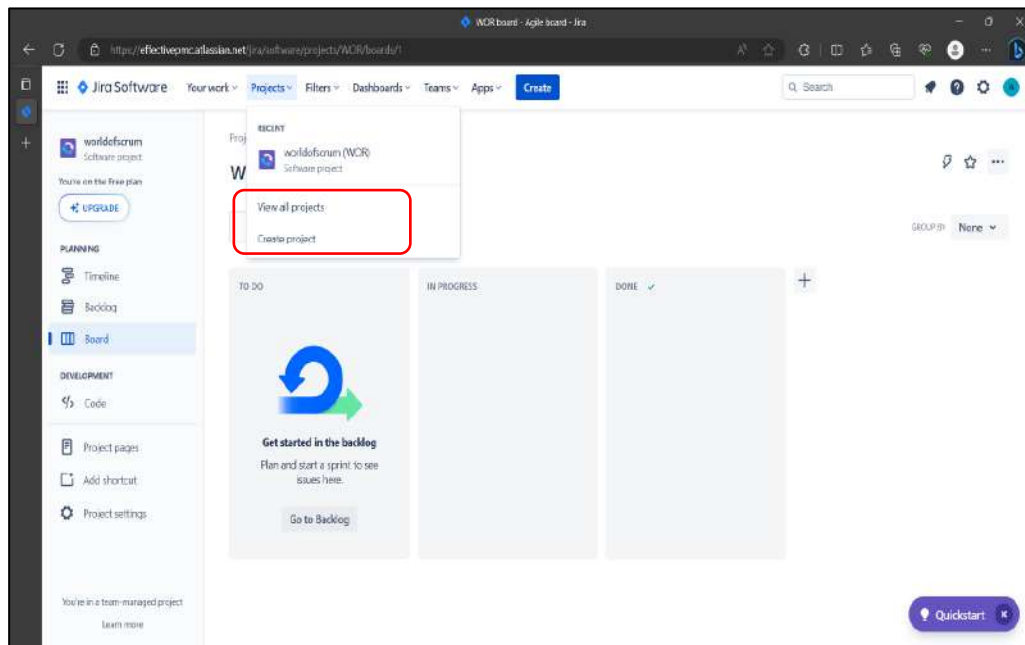 WOR board - Agile board - Jira
https://effectivepmc.atlassian.net/jira/software/projects/WOR/boards/1
Jira Software Your work Projects Filters Dashboards Teams Apps Create Search
worldofscrum
Software project
You're on the Free plan
UPGRADE
PLANNING
Timeline
Backlog
Board
DEVELOPMENT
Code
Project pages
Add shortcut
Project settings
You're in a team-managed project
Learn more
RECENT
worldofscrum (WOR)
Software project
View all projects
Create project
Proj
W
GROUP BY None
TO DO IN PROGRESS DONE
Get started in the backlog
Plan and start a sprint to see
issues here.
Go to Backlog
Quickstart